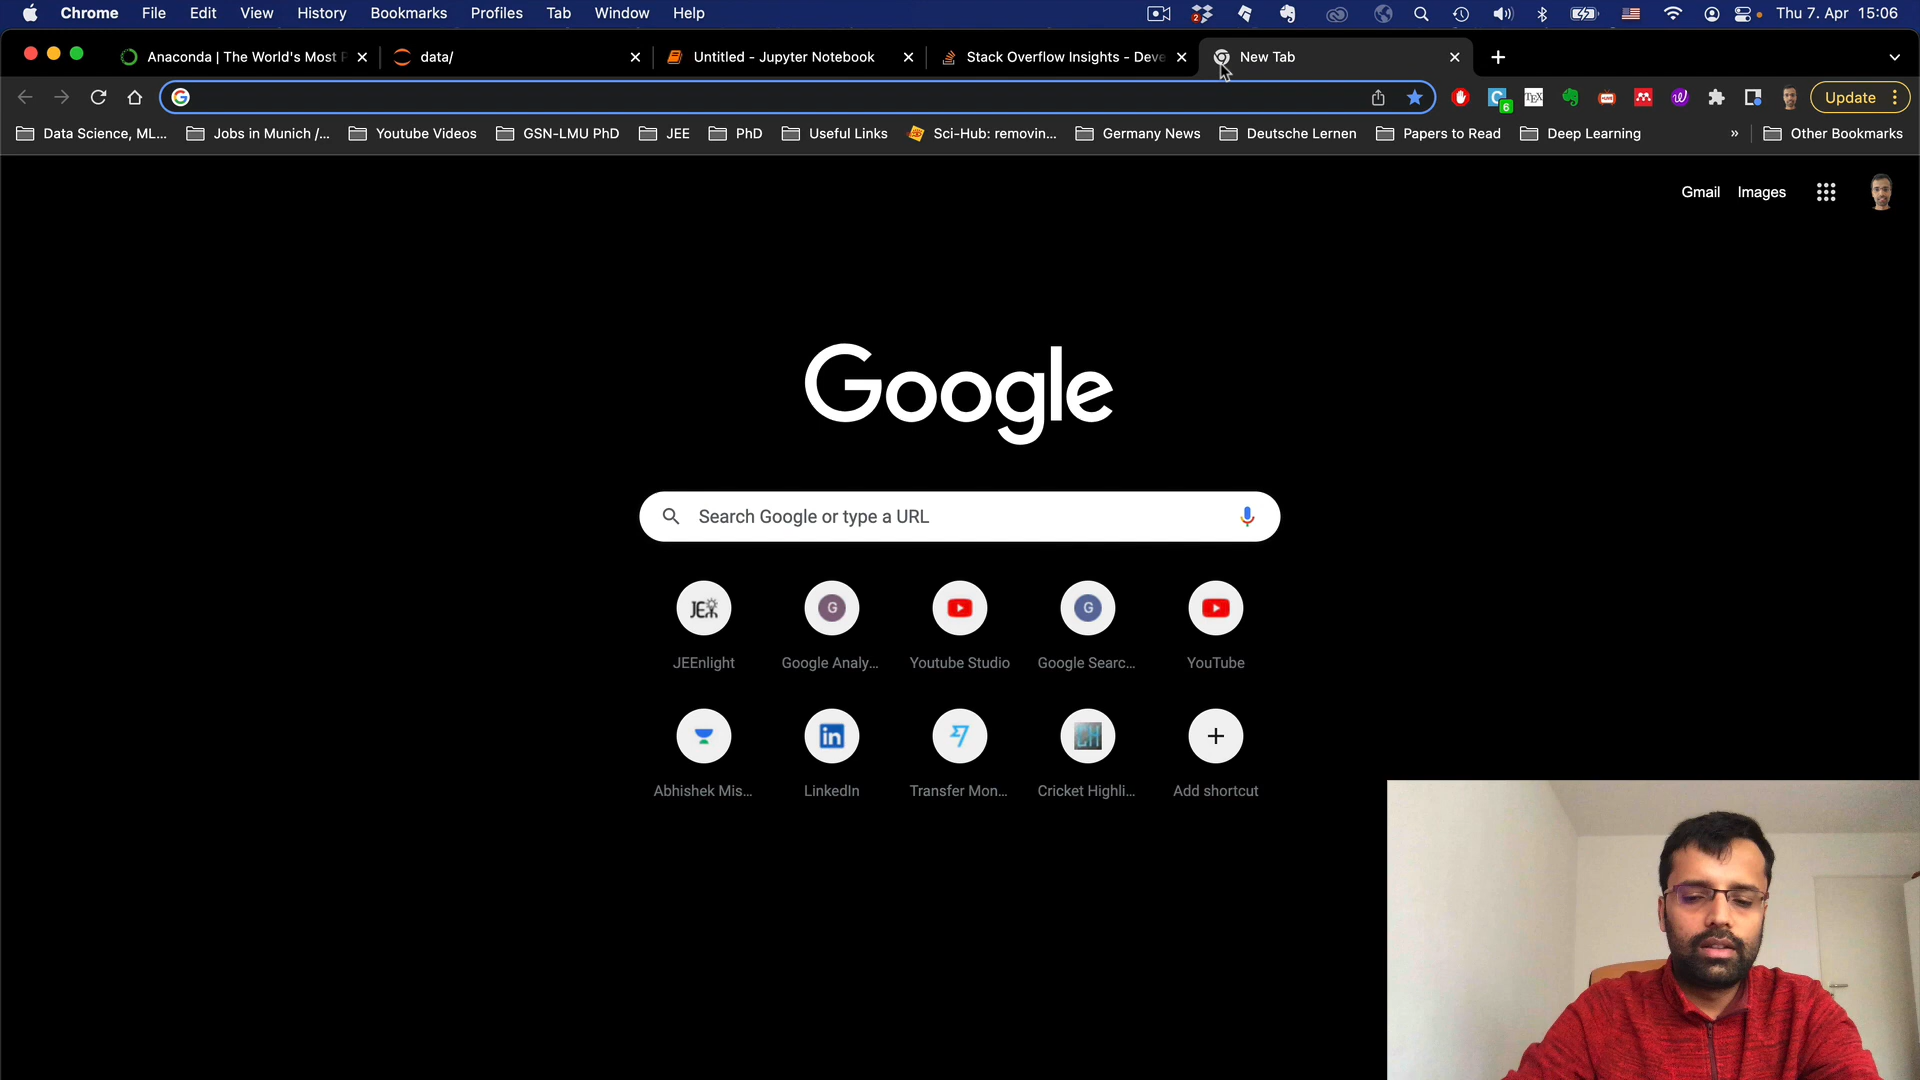 Chrome File Edit View History Bookmarks Profiles Tab Window Help
2
Thu 7. Apr 15:06
Anaconda | The World's Most P
data/
Untitled - Jupyter Notebook
Stack Overflow Insights - Deve
New Tab
6
TEX
Update
Data Science, ML...
Jobs in Munich /...
Youtube Videos
GSN-LMU PhD
JEE
PhD
Useful Links
Sci-Hub: removin...
Germany News
Deutsche Lernen
Papers to Read
Deep Learning
»
Other Bookmarks
Gmail Images
Google
Search Google or type a URL
G
G
JEEnlight
Google Analy...
Youtube Studio
Google Searc...
YouTube
in
Abhishek Mis...
LinkedIn
Transfer Mon...
Cricket Highli...
Add shortcut